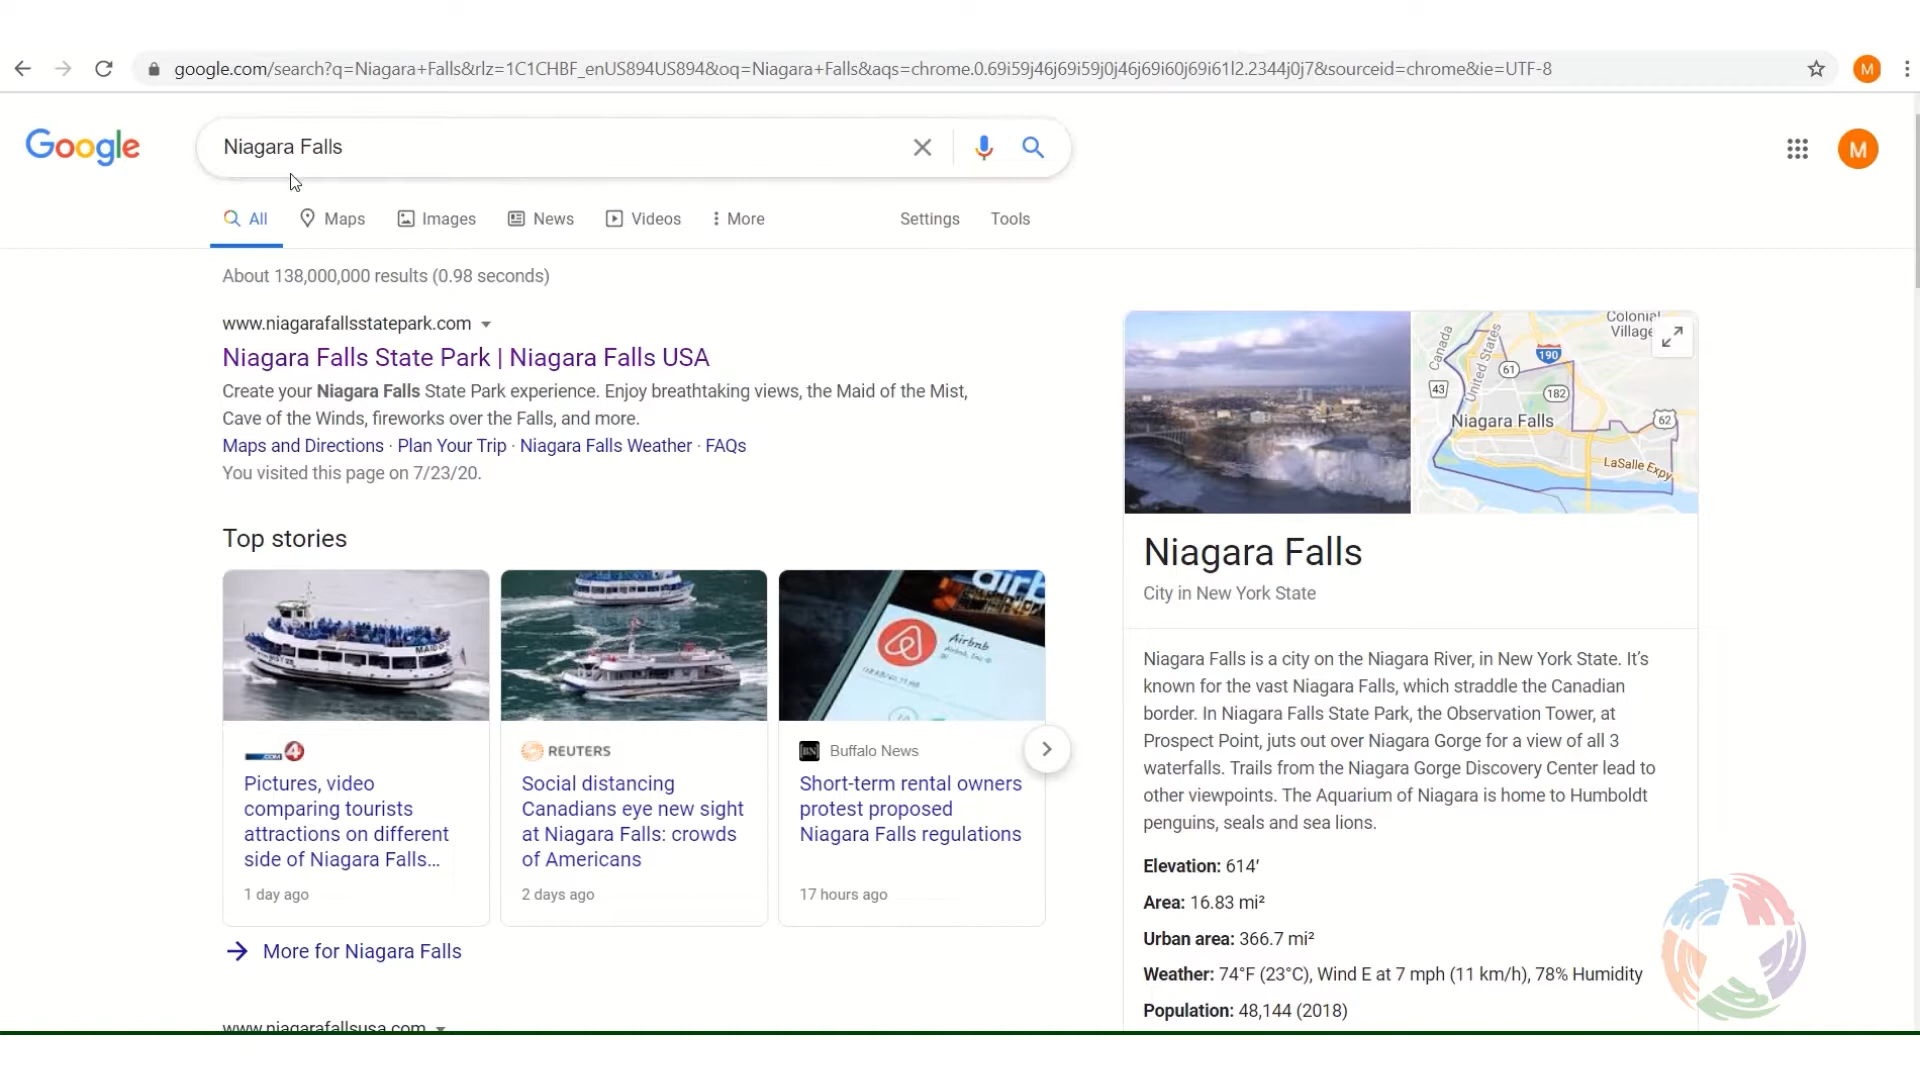 google.com/search?q=Niagara+Falls&rlz=1C1CHBF_enUS894US894&oq=Niagara+Falls&aqs=chrome.0.69i59j46j69i59j0j46j69i60j69i61l2.2344j0j7&sourceid=chrome&ie=UTF-8
M
Google
Niagara Falls
M
All
Maps
Images
News
Videos
More
Settings
Tools
About 138,000,000 results (0.98 seconds)
www.niagarafallsstatepark.com
Niagara Falls State Park | Niagara Falls USA
Create your Niagara Falls State Park experience. Enjoy breathtaking views, the Maid of the Mist,
Cave of the Winds, fireworks over the Falls, and more.
Maps and Directions · Plan Your Trip · Niagara Falls Weather · FAQs
You visited this page on 7/23/20.
Top stories
airb
Airbnb
4
Pictures, video
comparing tourists
attractions on different
side of Niagara Falls...
1 day ago
REUTERS
Social distancing
Canadians eye new sight
at Niagara Falls: crowds
of Americans
2 days ago
BN Buffalo News
Short-term rental owners
protest proposed
Niagara Falls regulations
17 hours ago
More for Niagara Falls
www.niagarafallsusa.com
Colonial
Village
Canada
United States
190
61
43
182
62
Niagara Falls
LaSalle Expy
Niagara Falls
City in New York State
Niagara Falls is a city on the Niagara River, in New York State. It's
known for the vast Niagara Falls, which straddle the Canadian
border. In Niagara Falls State Park, the Observation Tower, at
Prospect Point, juts out over Niagara Gorge for a view of all 3
waterfalls. Trails from the Niagara Gorge Discovery Center lead to
other viewpoints. The Aquarium of Niagara is home to Humboldt
penguins, seals and sea lions.
Elevation: 614′
Area: 16.83 mi²
Urban area: 366.7 mi²
Weather: 74°F (23°C), Wind E at 7 mph (11 km/h), 78% Humidity
Population: 48,144 (2018)